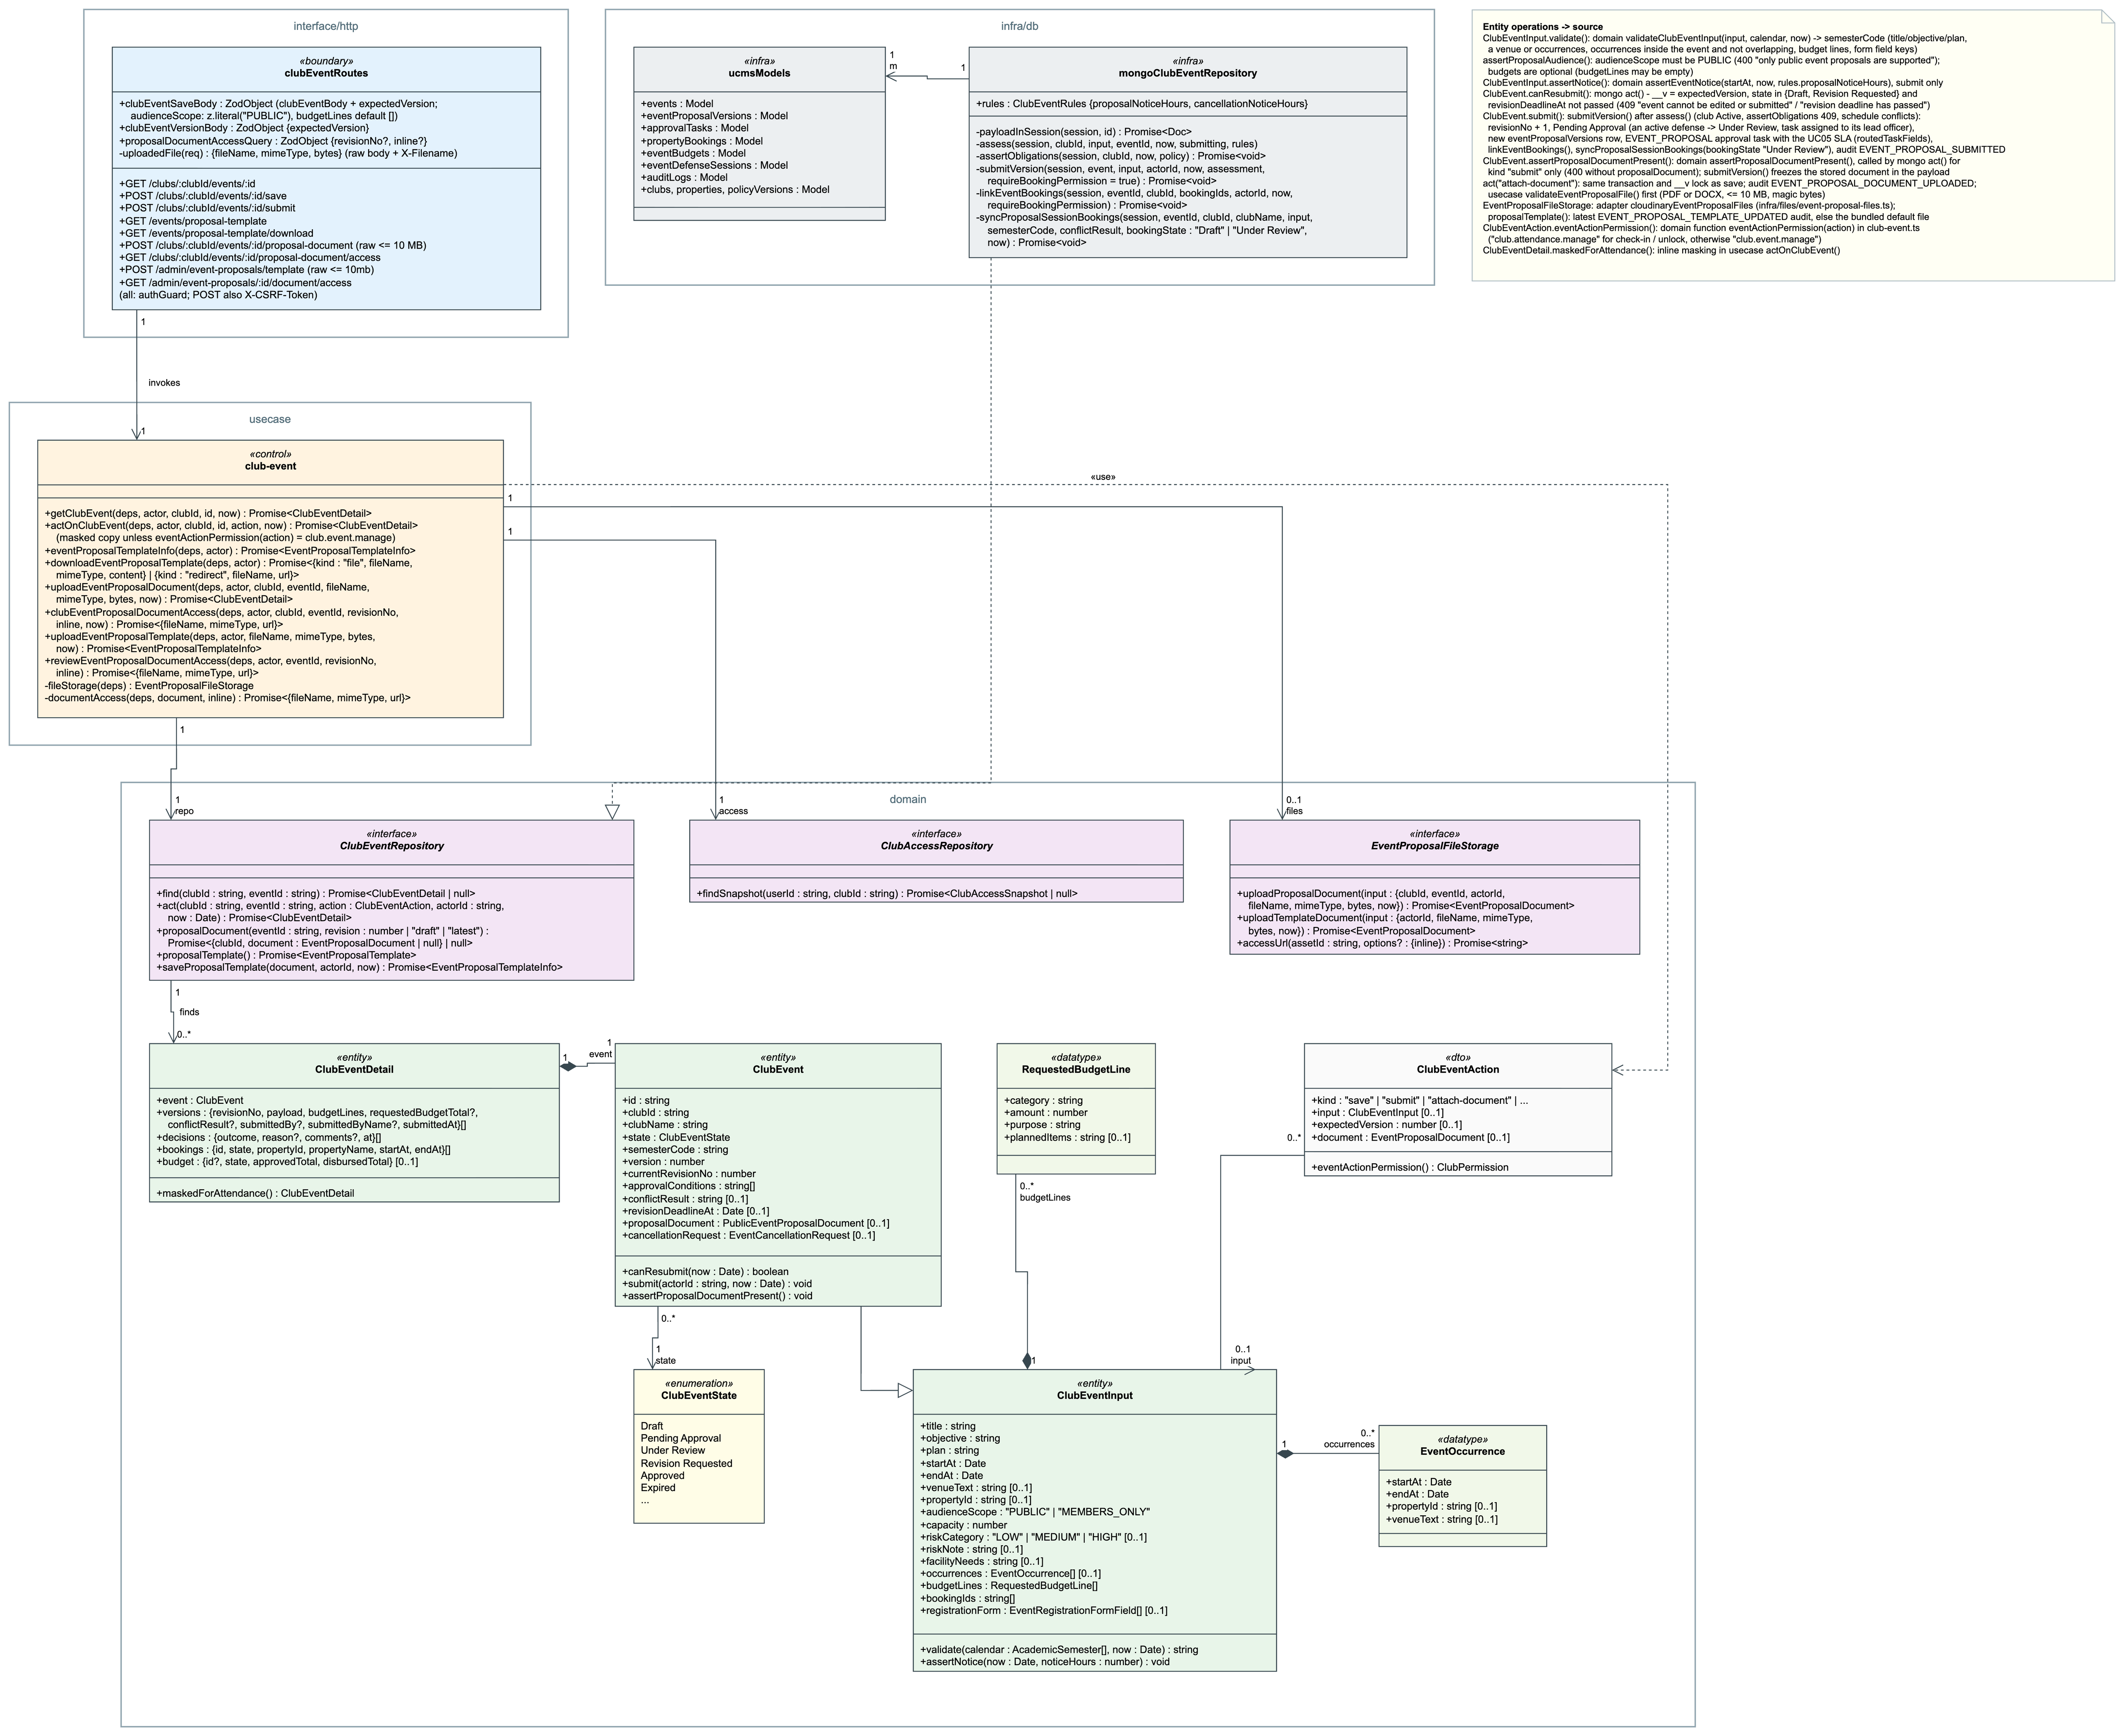 interface/http
«boundary»
clubEventRoutes
+clubEventSaveBody : ZodObject (clubEventBody + expectedVersion;
audienceScope: z.literal("PUBLIC"), budgetLines default [])
+clubEventVersionBody : ZodObject {expectedVersion}
+proposalDocumentAccessQuery : ZodObject {revisionNo?, inline?}
-uploadedFile(req) : {fileName, mimeType, bytes} (raw body + X-Filename)
+GET /clubs/:clubId/events/:id
+POST /clubs/:clubId/events/:id/save
+POST /clubs/:clubId/events/:id/submit
+GET /events/proposal-template
+GET /events/proposal-template/download
+POST /clubs/:clubId/events/:id/proposal-document (raw <= 10 MB)
+GET /clubs/:clubId/events/:id/proposal-document/access
+POST /admin/event-proposals/template (raw <= 10mb)
+GET /admin/event-proposals/:id/document/access
(all: authGuard; POST also X-CSRF-Token)
infra/db
«infra»
ucmsModels
+events : Model
+eventProposalVersions : Model
+approvalTasks : Model
+propertyBookings : Model
+eventBudgets : Model
+eventDefenseSessions : Model
+auditLogs : Model
+clubs, properties, policyVersions : Model
1
m
1
«infra»
mongoClubEventRepository
+rules : ClubEventRules {proposalNoticeHours, cancellationNoticeHours}
-payloadInSession(session, id) : Promise<Doc>
-assess(session, clubId, input, eventId, now, submitting, rules)
-assertObligations(session, clubId, now, policy) : Promise<void>
-submitVersion(session, event, input, actorId, now, assessment,
requireBookingPermission = true) : Promise<void>
-linkEventBookings(session, eventId, clubId, bookingIds, actorId, now,
requireBookingPermission) : Promise<void>
-syncProposalSessionBookings(session, eventId, clubId, clubName, input,
semesterCode, conflictResult, bookingState : "Draft" | "Under Review",
now) : Promise<void>
Entity operations -> source
ClubEventInput.validate(): domain validateClubEventInput(input, calendar, now) -> semesterCode (title/objective/plan,
a venue or occurrences, occurrences inside the event and not overlapping, budget lines, form field keys)
assertProposalAudience(): audienceScope must be PUBLIC (400 "only public event proposals are supported");
budgets are optional (budgetLines may be empty)
ClubEventInput.assertNotice(): domain assertEventNotice(startAt, now, rules.proposalNoticeHours), submit only
ClubEvent.canResubmit(): mongo act() - __v = expectedVersion, state in {Draft, Revision Requested} and
revisionDeadlineAt not passed (409 "event cannot be edited or submitted" / "revision deadline has passed")
ClubEvent.submit(): submitVersion() after assess() (club Active, assertObligations 409, schedule conflicts):
revisionNo + 1, Pending Approval (an active defense -> Under Review, task assigned to its lead officer),
new eventProposalVersions row, EVENT_PROPOSAL approval task with the UC05 SLA (routedTaskFields),
linkEventBookings(), syncProposalSessionBookings(bookingState "Under Review"), audit EVENT_PROPOSAL_SUBMITTED
ClubEvent.assertProposalDocumentPresent(): domain assertProposalDocumentPresent(), called by mongo act() for
kind "submit" only (400 without proposalDocument); submitVersion() freezes the stored document in the payload
act("attach-document"): same transaction and __v lock as save; audit EVENT_PROPOSAL_DOCUMENT_UPLOADED;
usecase validateEventProposalFile() first (PDF or DOCX, <= 10 MB, magic bytes)
EventProposalFileStorage: adapter cloudinaryEventProposalFiles (infra/files/event-proposal-files.ts);
proposalTemplate(): latest EVENT_PROPOSAL_TEMPLATE_UPDATED audit, else the bundled default file
ClubEventAction.eventActionPermission(): domain function eventActionPermission(action) in club-event.ts
("club.attendance.manage" for check-in / unlock, otherwise "club.event.manage")
ClubEventDetail.maskedForAttendance(): inline masking in usecase actOnClubEvent()
1
invokes
1
usecase
«control»
club-event
+getClubEvent(deps, actor, clubId, id, now) : Promise<ClubEventDetail>
+actOnClubEvent(deps, actor, clubId, id, action, now) : Promise<ClubEventDetail>
(masked copy unless eventActionPermission(action) = club.event.manage)
+eventProposalTemplateInfo(deps, actor) : Promise<EventProposalTemplateInfo>
+downloadEventProposalTemplate(deps, actor) : Promise<{kind : "file", fileName,
mimeType, content} | {kind : "redirect", fileName, url}>
+uploadEventProposalDocument(deps, actor, clubId, eventId, fileName,
mimeType, bytes, now) : Promise<ClubEventDetail>
+clubEventProposalDocumentAccess(deps, actor, clubId, eventId, revisionNo,
inline, now) : Promise<{fileName, mimeType, url}>
+uploadEventProposalTemplate(deps, actor, fileName, mimeType, bytes,
now) : Promise<EventProposalTemplateInfo>
+reviewEventProposalDocumentAccess(deps, actor, eventId, revisionNo,
inline) : Promise<{fileName, mimeType, url}>
-fileStorage(deps) : EventProposalFileStorage
-documentAccess(deps, document, inline) : Promise<{fileName, mimeType, url}>
«use»
1
1
1
domain
1
repo
1
access
0..1
files
«interface»
ClubEventRepository
+find(clubId : string, eventId : string) : Promise<ClubEventDetail | null>
+act(clubId : string, eventId : string, action : ClubEventAction, actorId : string,
now : Date) : Promise<ClubEventDetail>
+proposalDocument(eventId : string, revision : number | "draft" | "latest") :
Promise<{clubId, document : EventProposalDocument | null} | null>
+proposalTemplate() : Promise<EventProposalTemplate>
+saveProposalTemplate(document, actorId, now) : Promise<EventProposalTemplateInfo>
«interface»
ClubAccessRepository
+findSnapshot(userId : string, clubId : string) : Promise<ClubAccessSnapshot | null>
«interface»
EventProposalFileStorage
+uploadProposalDocument(input : {clubId, eventId, actorId,
fileName, mimeType, bytes, now}) : Promise<EventProposalDocument>
+uploadTemplateDocument(input : {actorId, fileName, mimeType,
bytes, now}) : Promise<EventProposalDocument>
+accessUrl(assetId : string, options? : {inline}) : Promise<string>
1
finds
0..*
«entity»
ClubEventDetail
+event : ClubEvent
+versions : {revisionNo, payload, budgetLines, requestedBudgetTotal?,
conflictResult?, submittedBy?, submittedByName?, submittedAt}[]
+decisions : {outcome, reason?, comments?, at}[]
+bookings : {id, state, propertyId, propertyName, startAt, endAt}[]
+budget : {id?, state, approvedTotal, disbursedTotal} [0..1]
+maskedForAttendance() : ClubEventDetail
1
1
event
«entity»
ClubEvent
+id : string
+clubId : string
+clubName : string
+state : ClubEventState
+semesterCode : string
+version : number
+currentRevisionNo : number
+approvalConditions : string[]
+conflictResult : string [0..1]
+revisionDeadlineAt : Date [0..1]
+proposalDocument : PublicEventProposalDocument [0..1]
+cancellationRequest : EventCancellationRequest [0..1]
+canResubmit(now : Date) : boolean
+submit(actorId : string, now : Date) : void
+assertProposalDocumentPresent() : void
«datatype»
RequestedBudgetLine
+category : string
+amount : number
+purpose : string
+plannedItems : string [0..1]
0..*
budgetLines
«dto»
ClubEventAction
+kind : "save" | "submit" | "attach-document" | ...
+input : ClubEventInput [0..1]
+expectedVersion : number [0..1]
+document : EventProposalDocument [0..1]
+eventActionPermission() : ClubPermission
0..*
0..*
1
state
«enumeration»
ClubEventState
Draft
Pending Approval
Under Review
Revision Requested
Approved
Expired
...
1
0..1
input
«entity»
ClubEventInput
+title : string
+objective : string
+plan : string
+startAt : Date
+endAt : Date
+venueText : string [0..1]
+propertyId : string [0..1]
+audienceScope : "PUBLIC" | "MEMBERS_ONLY"
+capacity : number
+riskCategory : "LOW" | "MEDIUM" | "HIGH" [0..1]
+riskNote : string [0..1]
+facilityNeeds : string [0..1]
+occurrences : EventOccurrence[] [0..1]
+budgetLines : RequestedBudgetLine[]
+bookingIds : string[]
+registrationForm : EventRegistrationFormField[] [0..1]
+validate(calendar : AcademicSemester[], now : Date) : string
+assertNotice(now : Date, noticeHours : number) : void
1
0..*
occurrences
«datatype»
EventOccurrence
+startAt : Date
+endAt : Date
+propertyId : string [0..1]
+venueText : string [0..1]